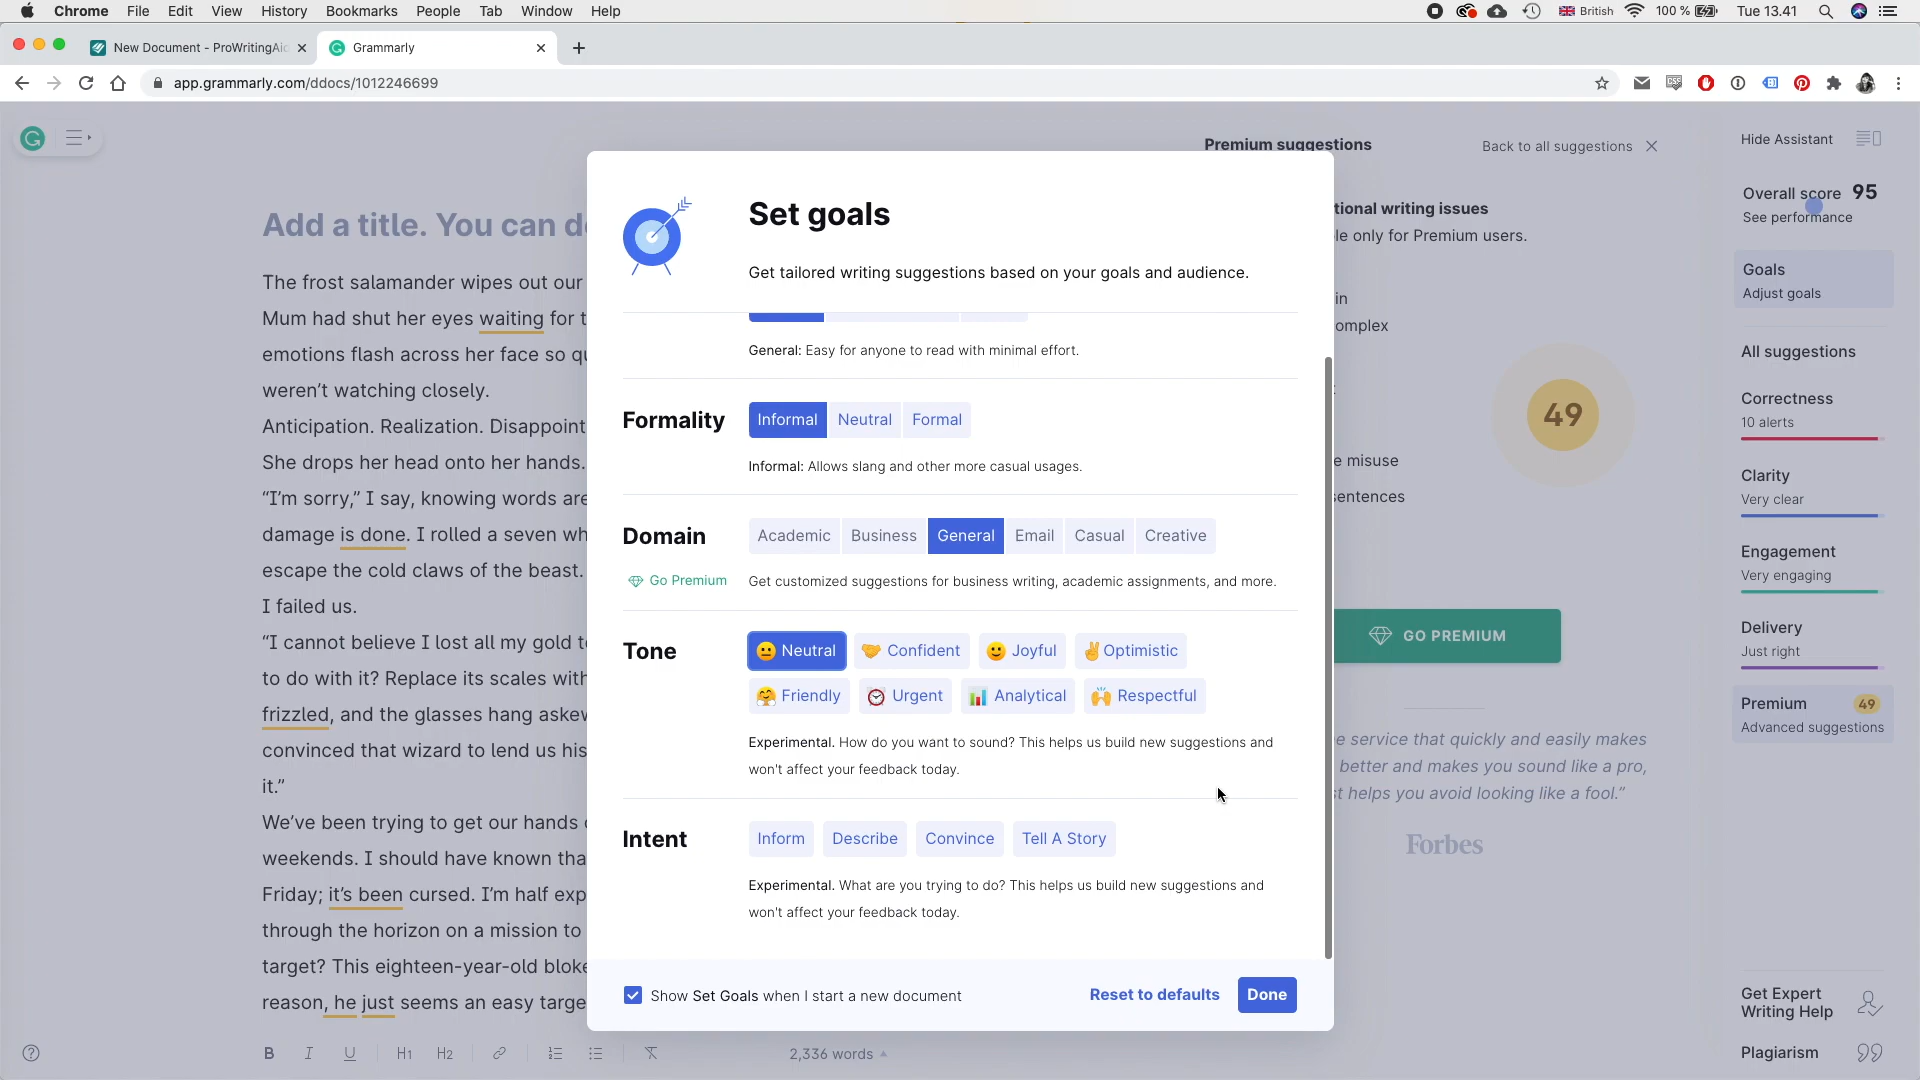 Chrome File Edit View History Bookmarks People Tab Window Help
British 100 % Tue 13.41
New Document - ProWritingAid
Grammarly
app.grammarly.com/ddocs/1012246699
Premium suggestions
Back to all suggestions
Hide Assistant
Add a title. You can d
Set goals
Get tailored writing suggestions based on your goals and audience.
General: Easy for anyone to read with minimal effort.
Formality
Informal Neutral Formal
Informal: Allows slang and other more casual usages.
Domain
Academic Business General Email Casual Creative
Go Premium
Get customized suggestions for business writing, academic assignments, and more.
Tone
Neutral Confident Joyful Optimistic
Friendly Urgent Analytical Respectful
Experimental. How do you want to sound? This helps us build new suggestions and
won't affect your feedback today.
Intent
Inform Describe Convince Tell A Story
Experimental. What are you trying to do? This helps us build new suggestions and
won't affect your feedback today.
Show Set Goals when I start a new document
Reset to defaults
Done
The frost salamander wipes out our
Mum had shut her eyes waiting for t
emotions flash across her face so qu
weren't watching closely.
Anticipation. Realization. Disappoint
She drops her head onto her hands.
“I'm sorry,” I say, knowing words are
damage is done. I rolled a seven wh
escape the cold claws of the beast.
I failed us.
“I cannot believe I lost all my gold t
to do with it? Replace its scales with
frizzled, and the glasses hang askew
convinced that wizard to lend us his
it.”
We've been trying to get our hands
weekends. I should have known tha
Friday; it's been cursed. I'm half exp
through the horizon on a mission to
target? This eighteen-year-old bloke
reason, he just seems an easy targe
B I U H1 H2
2,336 words
tional writing issues
le only for Premium users.
in
omplex
49
e misuse
sentences
GO PREMIUM
e service that quickly and easily makes
better and makes you sound like a pro,
st helps you avoid looking like a fool.”
Forbes
Overall score 95
See performance
Goals
Adjust goals
All suggestions
Correctness
10 alerts
Clarity
Very clear
Engagement
Very engaging
Delivery
Just right
Premium 49
Advanced suggestions
Get Expert
Writing Help
Plagiarism